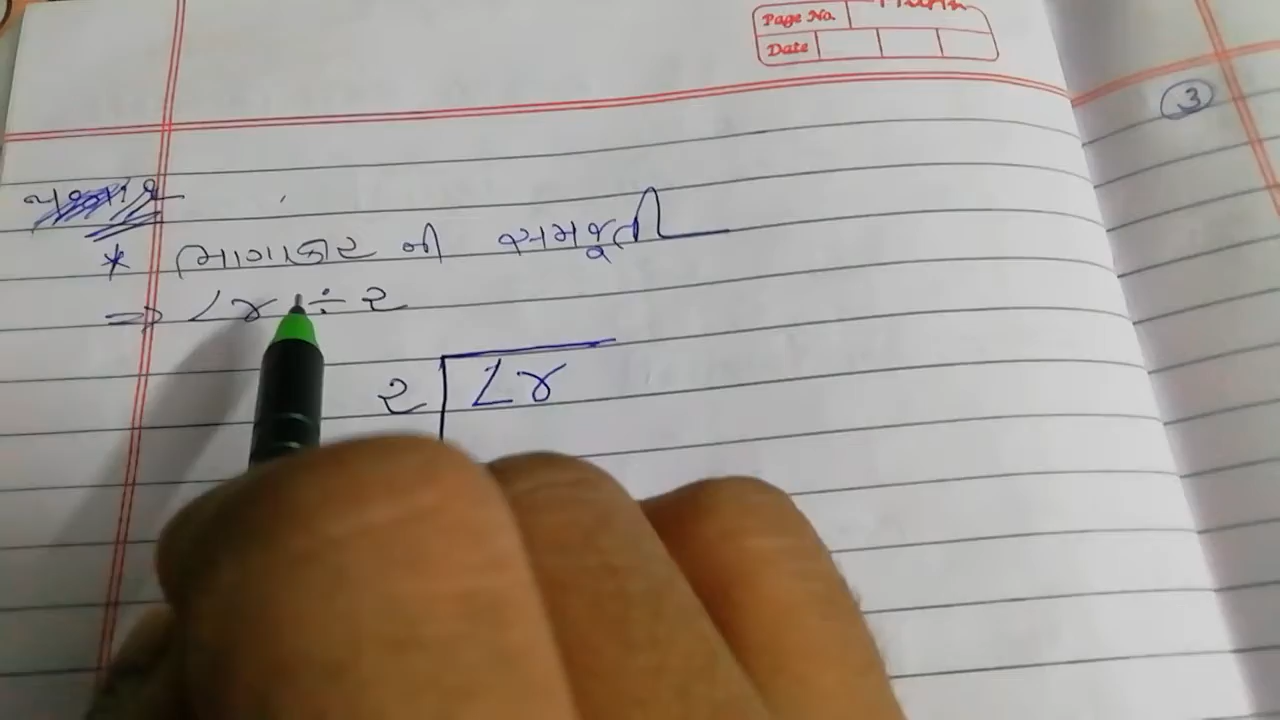 Page No.
Date
3
* ભાગાકાર ની સમજૂતી
⇒ ૮૪ ÷ ૨
૨ ૮૪